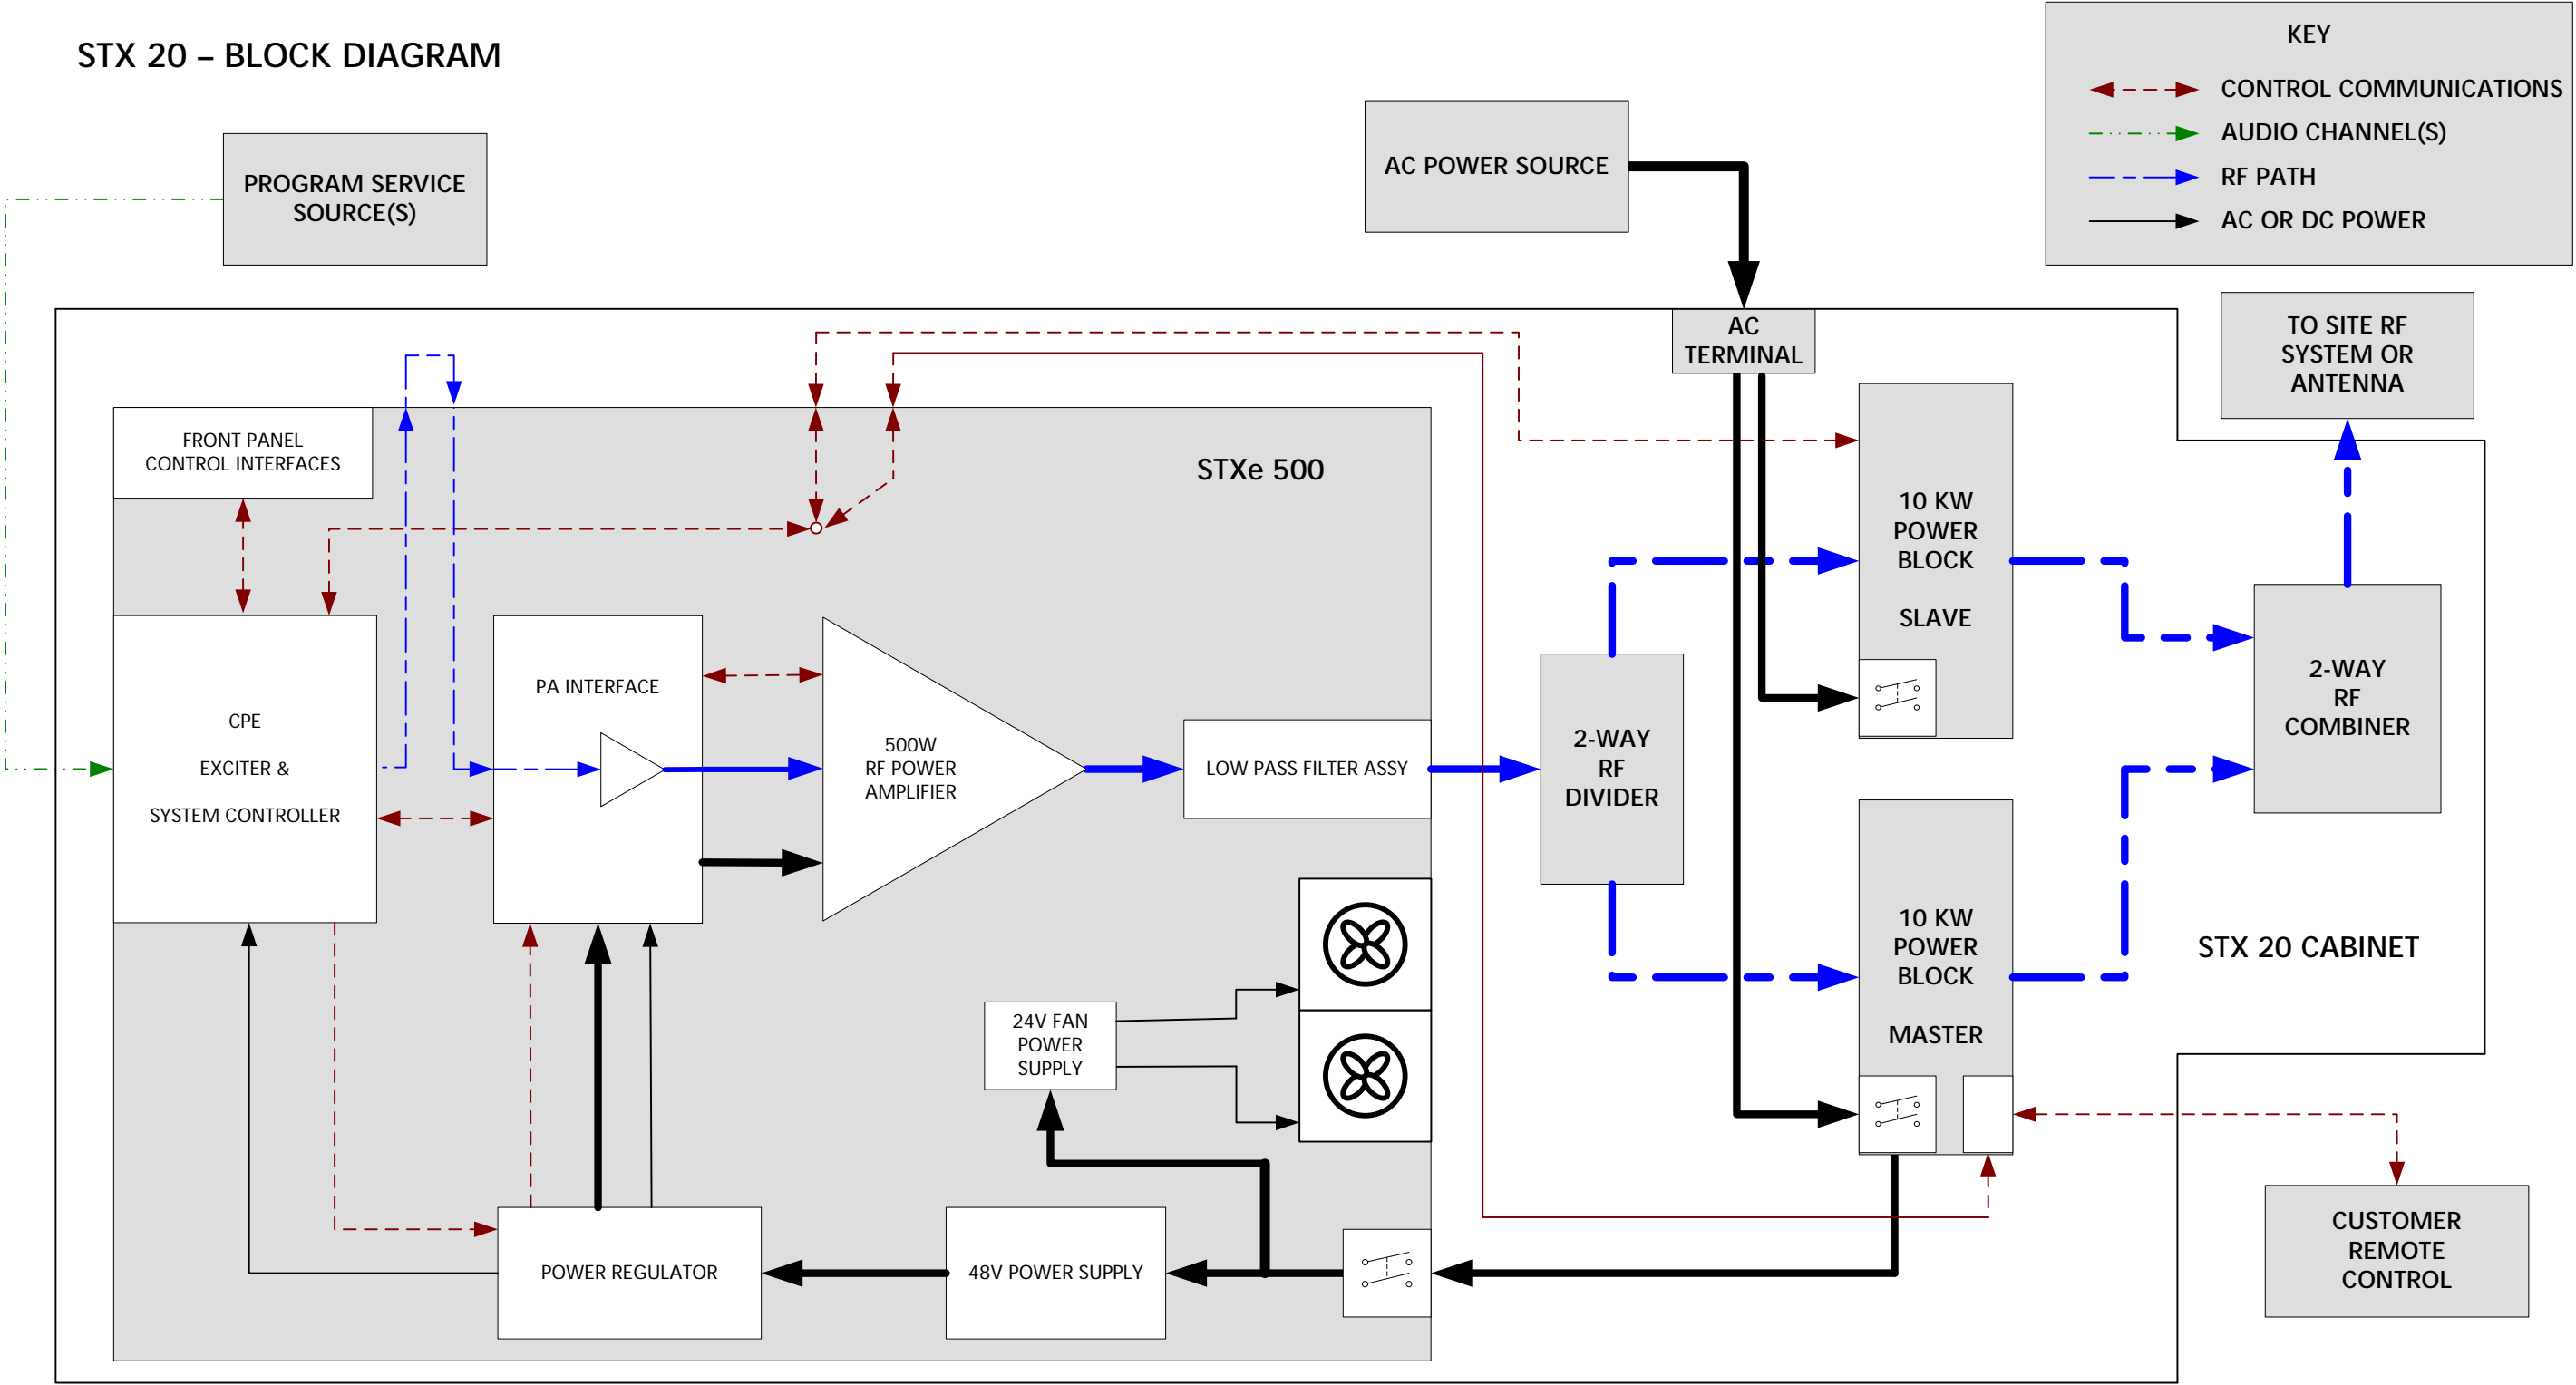 STX 20 – BLOCK DIAGRAM
KEY
CONTROL COMMUNICATIONS
AUDIO CHANNEL(S)
RF PATH
AC OR DC POWER
PROGRAM SERVICE
SOURCE(S)
AC POWER SOURCE
AC
TERMINAL
TO SITE RF
SYSTEM OR
ANTENNA
FRONT PANEL
CONTROL INTERFACES
STXe 500
10 KW
POWER
BLOCK
SLAVE
CPE
EXCITER &
SYSTEM CONTROLLER
PA INTERFACE
500W
RF POWER
AMPLIFIER
LOW PASS FILTER ASSY
2-WAY
RF
DIVIDER
2-WAY
RF
COMBINER
10 KW
POWER
BLOCK
MASTER
STX 20 CABINET
24V FAN
POWER
SUPPLY
POWER REGULATOR
48V POWER SUPPLY
CUSTOMER
REMOTE
CONTROL